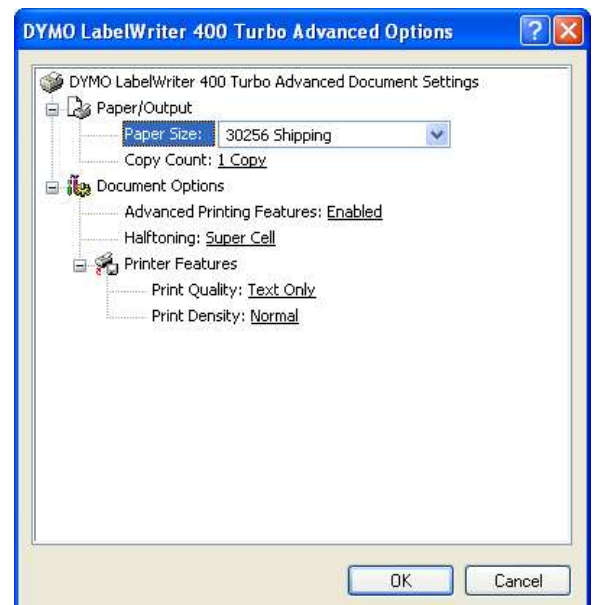 DYMO LabelWriter 400 Turbo Advanced Options
DYMO LabelWriter 400 Turbo Advanced Document Settings
Paper/Output
Paper Size: 30256 Shipping
Copy Count: 1 Copy
Document Options
Advanced Printing Features: Enabled
Halftoning: Super Cell
Printer Features
Print Quality: Text Only
Print Density: Normal
OK Cancel